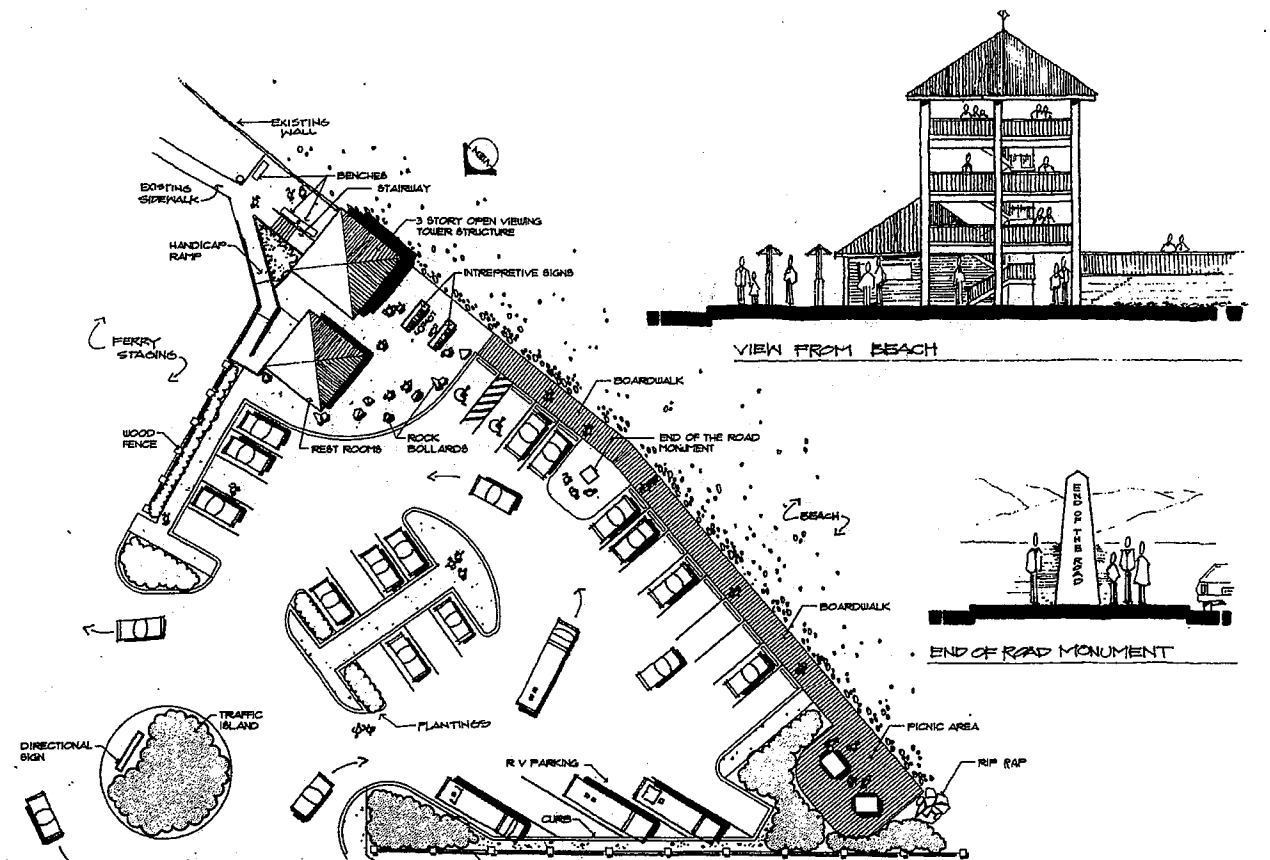 EXISTING
WALL
VIEW
EXISTING
SIDEWALK
BENCHES
STAIRWAY
3 STORY OPEN VIEWING
TOWER STRUCTURE
HANDICAP
RAMP
INTREPRETIVE SIGNS
FERRY
STAGING
VIEW FROM BEACH
BOARDWALK
WOOD
FENCE
REST ROOMS
ROCK
BOLLARDS
END OF THE ROAD
MONUMENT
BEACH
END OF THE ROAD
BOARDWALK
END OF ROAD MONUMENT
TRAFFIC
ISLAND
PLANTINGS
PICNIC AREA
DIRECTIONAL
SIGN
R V PARKING
RIP RAP
CURB